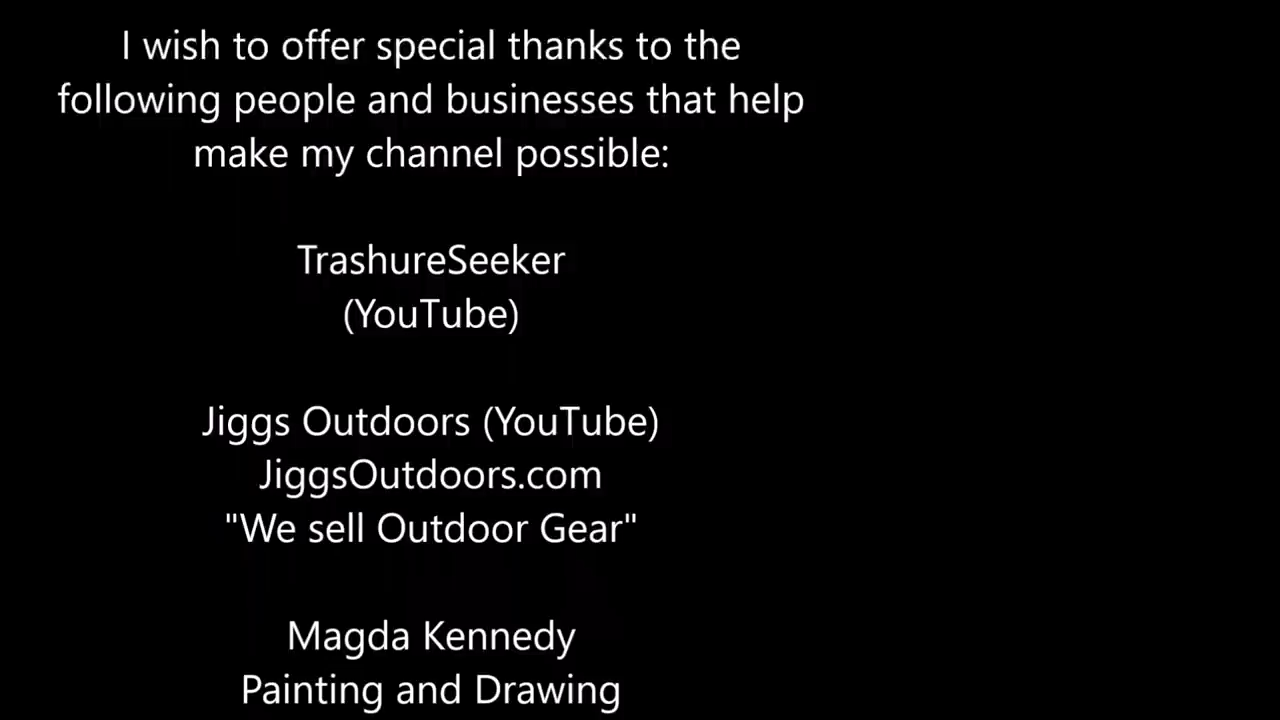 I wish to offer special thanks to the
following people and businesses that help
make my channel possible:
TrashureSeeker
(YouTube)
Jiggs Outdoors (YouTube)
JiggsOutdoors.com
"We sell Outdoor Gear"
Magda Kennedy
Painting and Drawing